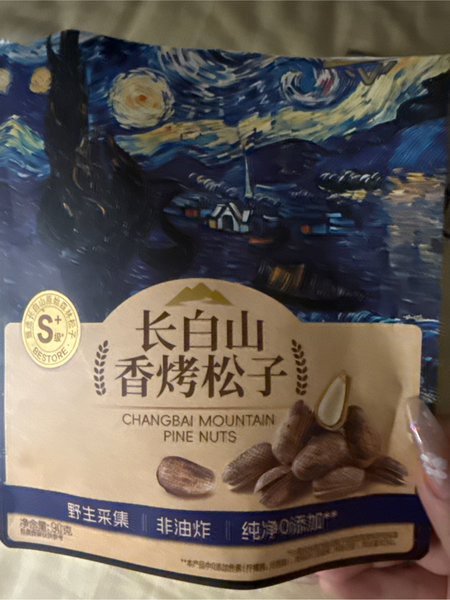 S+
级*
BESTORE
长白山
香烤松子
CHANGBAI MOUNTAIN
PINE NUTS
野生采集 非油炸 纯净0添加**
净含量:90克